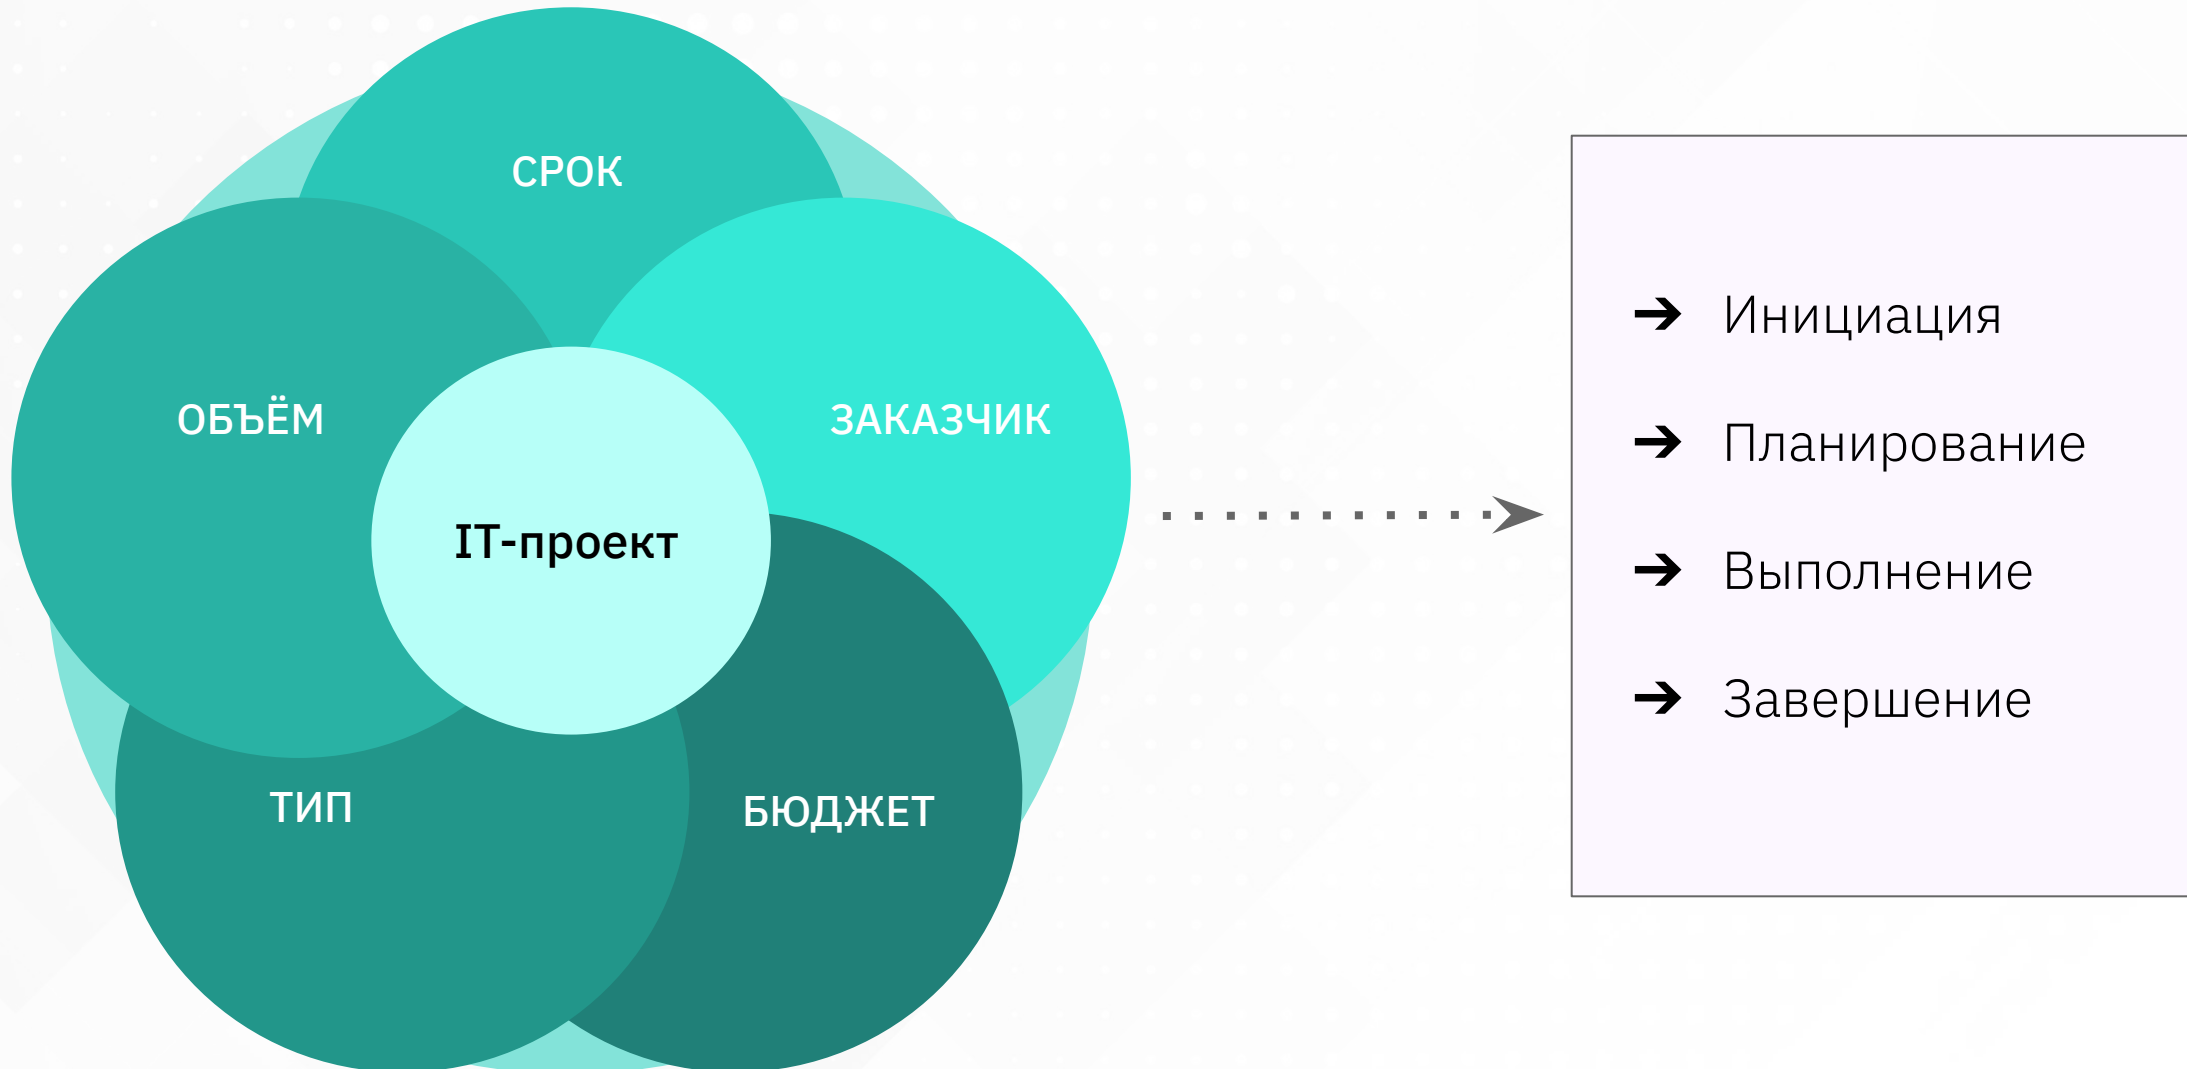 СРОК
ОБЪЁМ
ЗАКАЗЧИК
IT-проект
ТИП
БЮДЖЕТ
➔ Инициация
➔ Планирование
➔ Выполнение
➔ Завершение